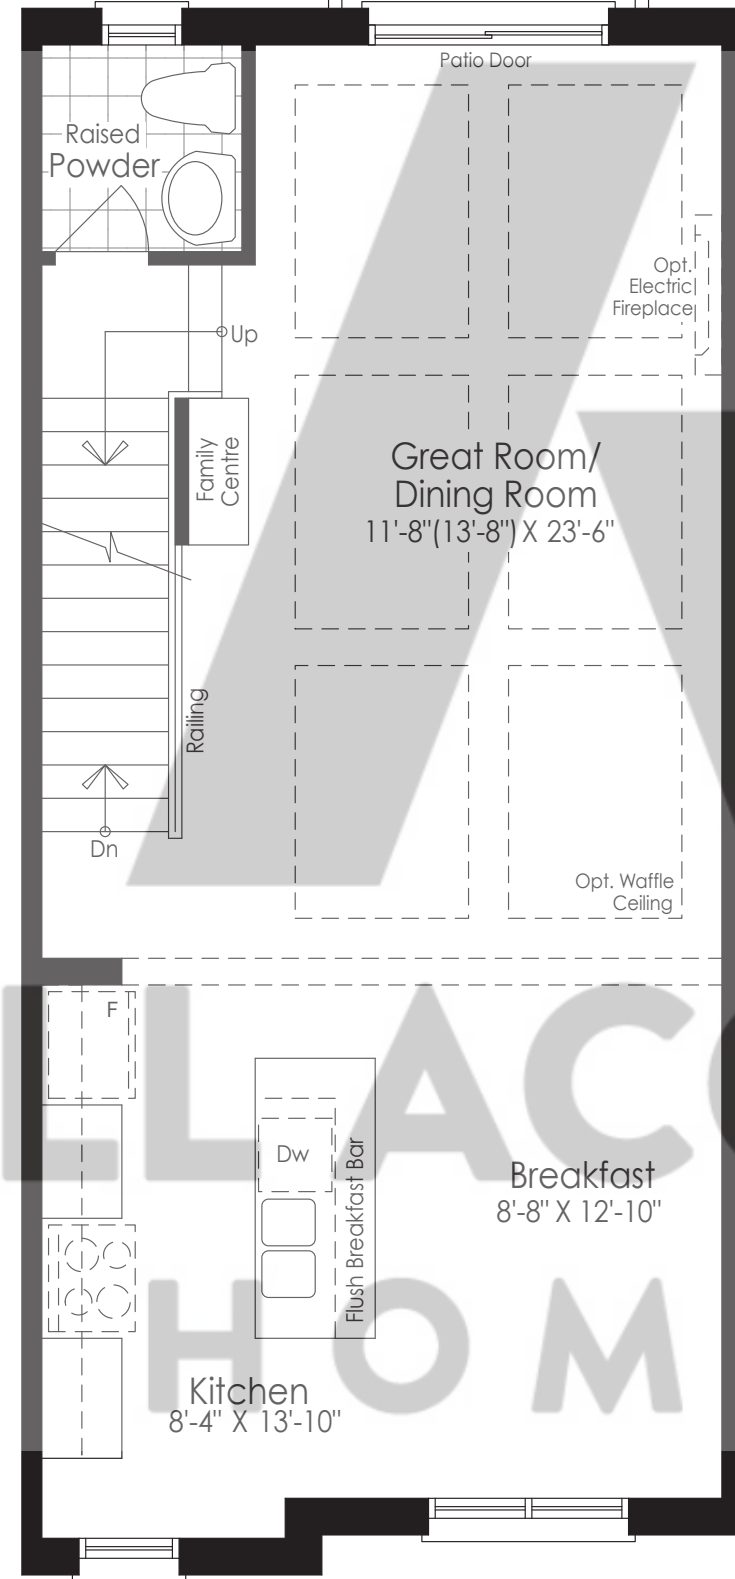 Patio Door
Raised
Powder
Opt.
Electric
Fireplace
Up
Family
Centre
Great Room/
Dining Room
11'-8"(13'-8") X 23'-6"
Railing
Dn
Opt. Waffle
Ceiling
F
LLACC
Dw
Flush Breakfast Bar
Breakfast
8'-8" X 12'-10"
HOM
Kitchen
8'-4" X 13'-10"